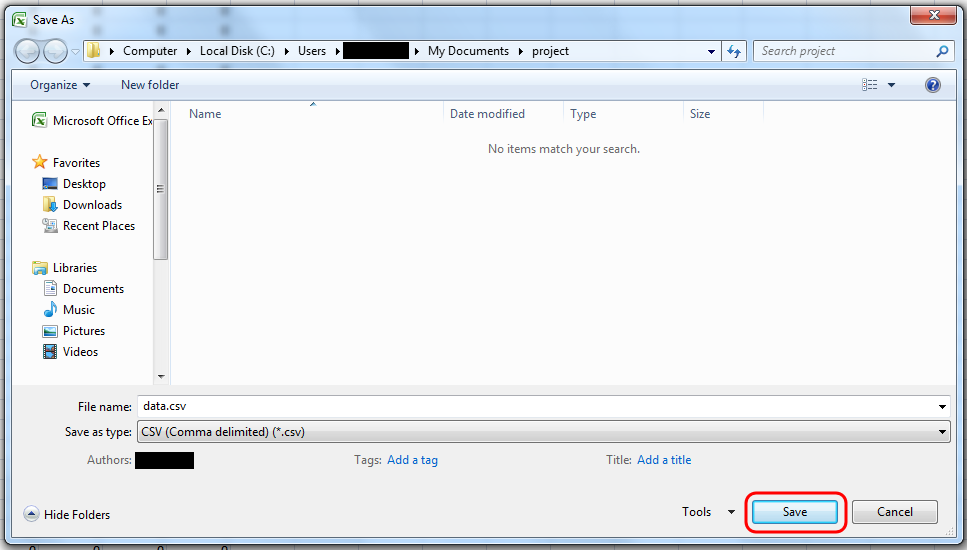 Save As
Computer Local Disk (C:) Users My Documents project
Search project
Organize New folder
Name Date modified Type Size
No items match your search.
Microsoft Office Ex
Favorites
Desktop
Downloads
Recent Places
Libraries
Documents
Music
Pictures
Videos
File name: data.csv
Save as type: CSV (Comma delimited) (*.csv)
Authors: Tags: Add a tag Title: Add a title
Hide Folders Tools Save Cancel